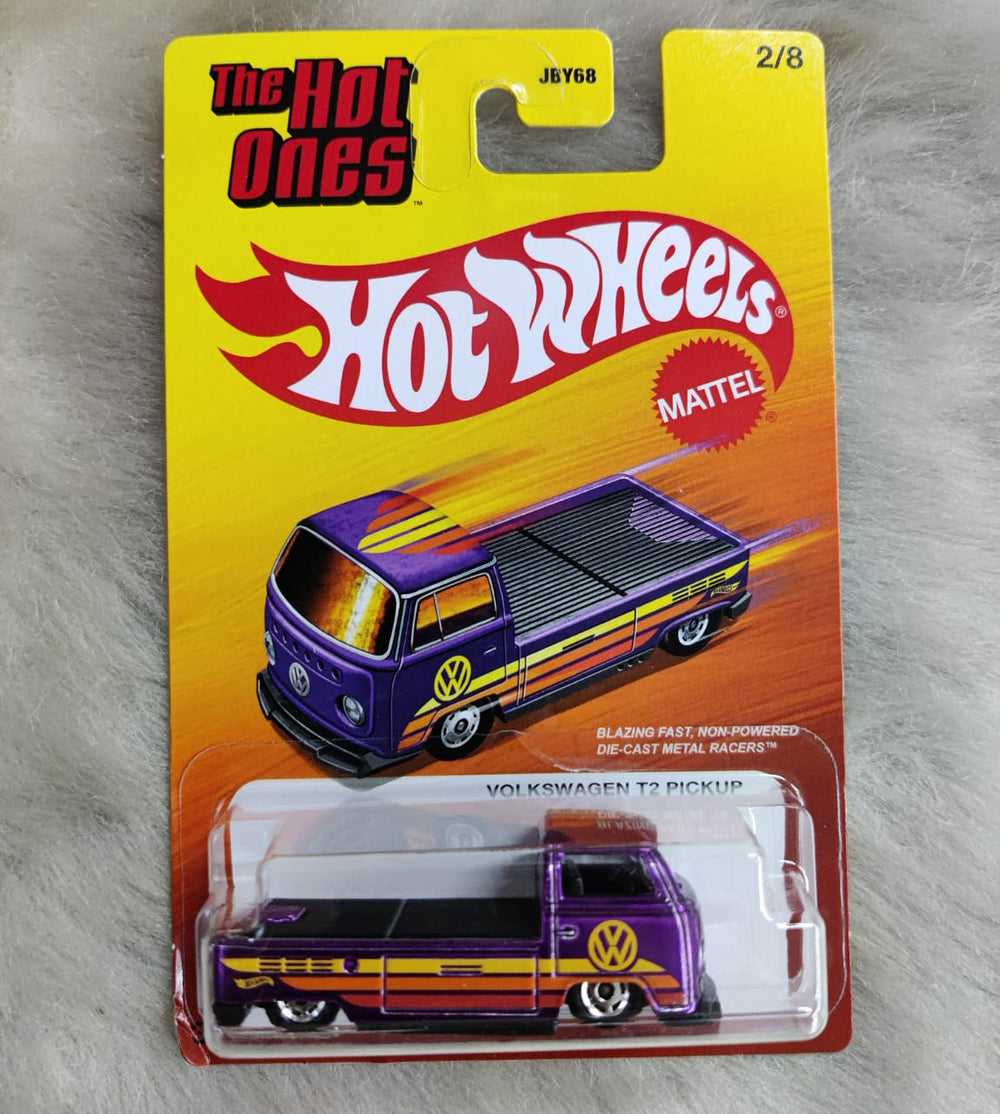 The Hot
Ones
™
JBY68
2/8
Hot Wheels®
MATTEL
®
BLAZING FAST, NON-POWERED
DIE-CAST METAL RACERS™
VOLKSWAGEN T2 PICKUP